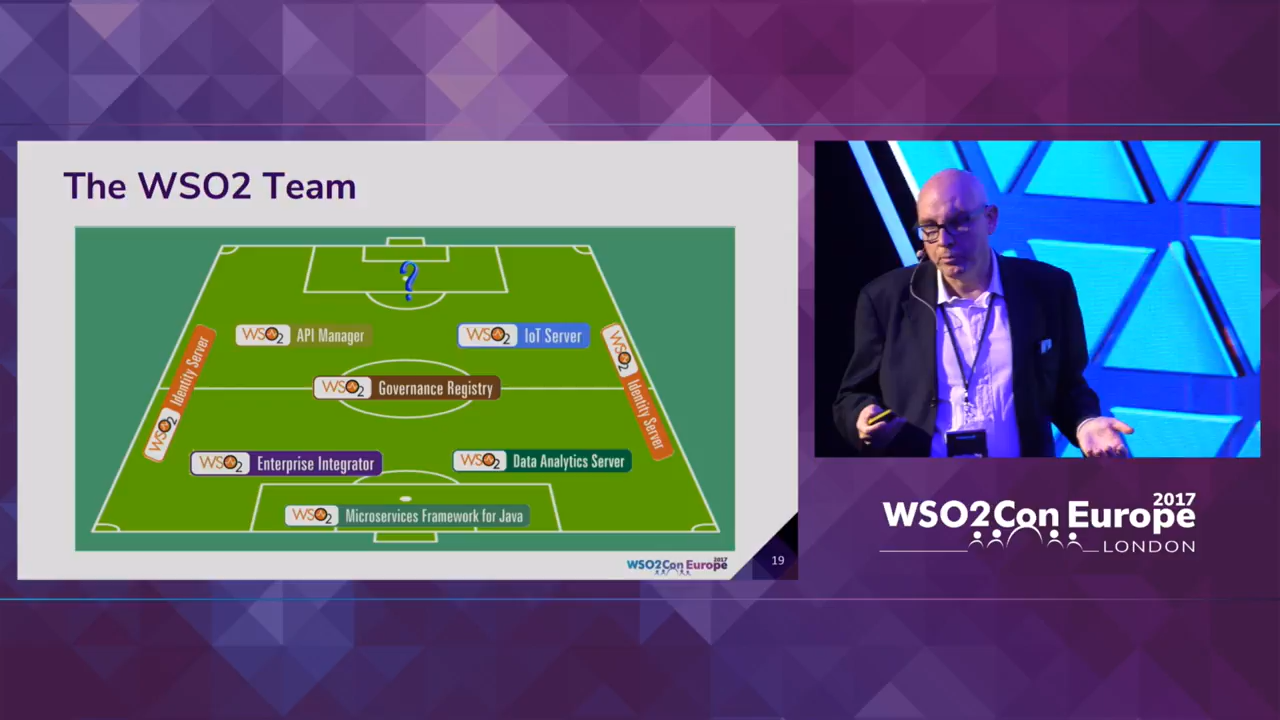 The WSO2 Team
?
WSO2 API Manager
WSO2 IoT Server
WSO2 Identity Server
WSO2 Identity Server
WSO2 Governance Registry
WSO2 Enterprise Integrator
WSO2 Data Analytics Server
WSO2 Microservices Framework for Java
WSO2Con Europe 2017
19
2017
WSO2Con Europe
LONDON